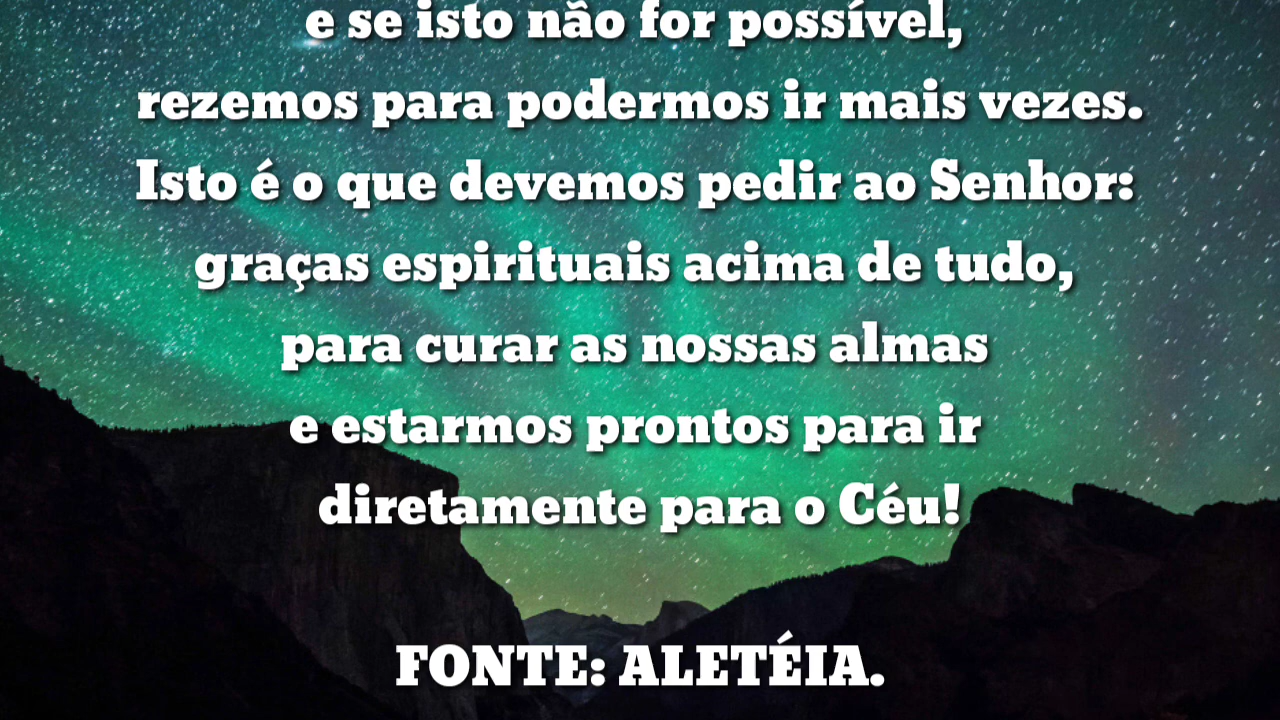 e se isto não for possível,
rezemos para podermos ir mais vezes.
Isto é o que devemos pedir ao Senhor:
graças espirituais acima de tudo,
para curar as nossas almas
e estarmos prontos para ir
diretamente para o Céu!
FONTE: ALETÉIA.